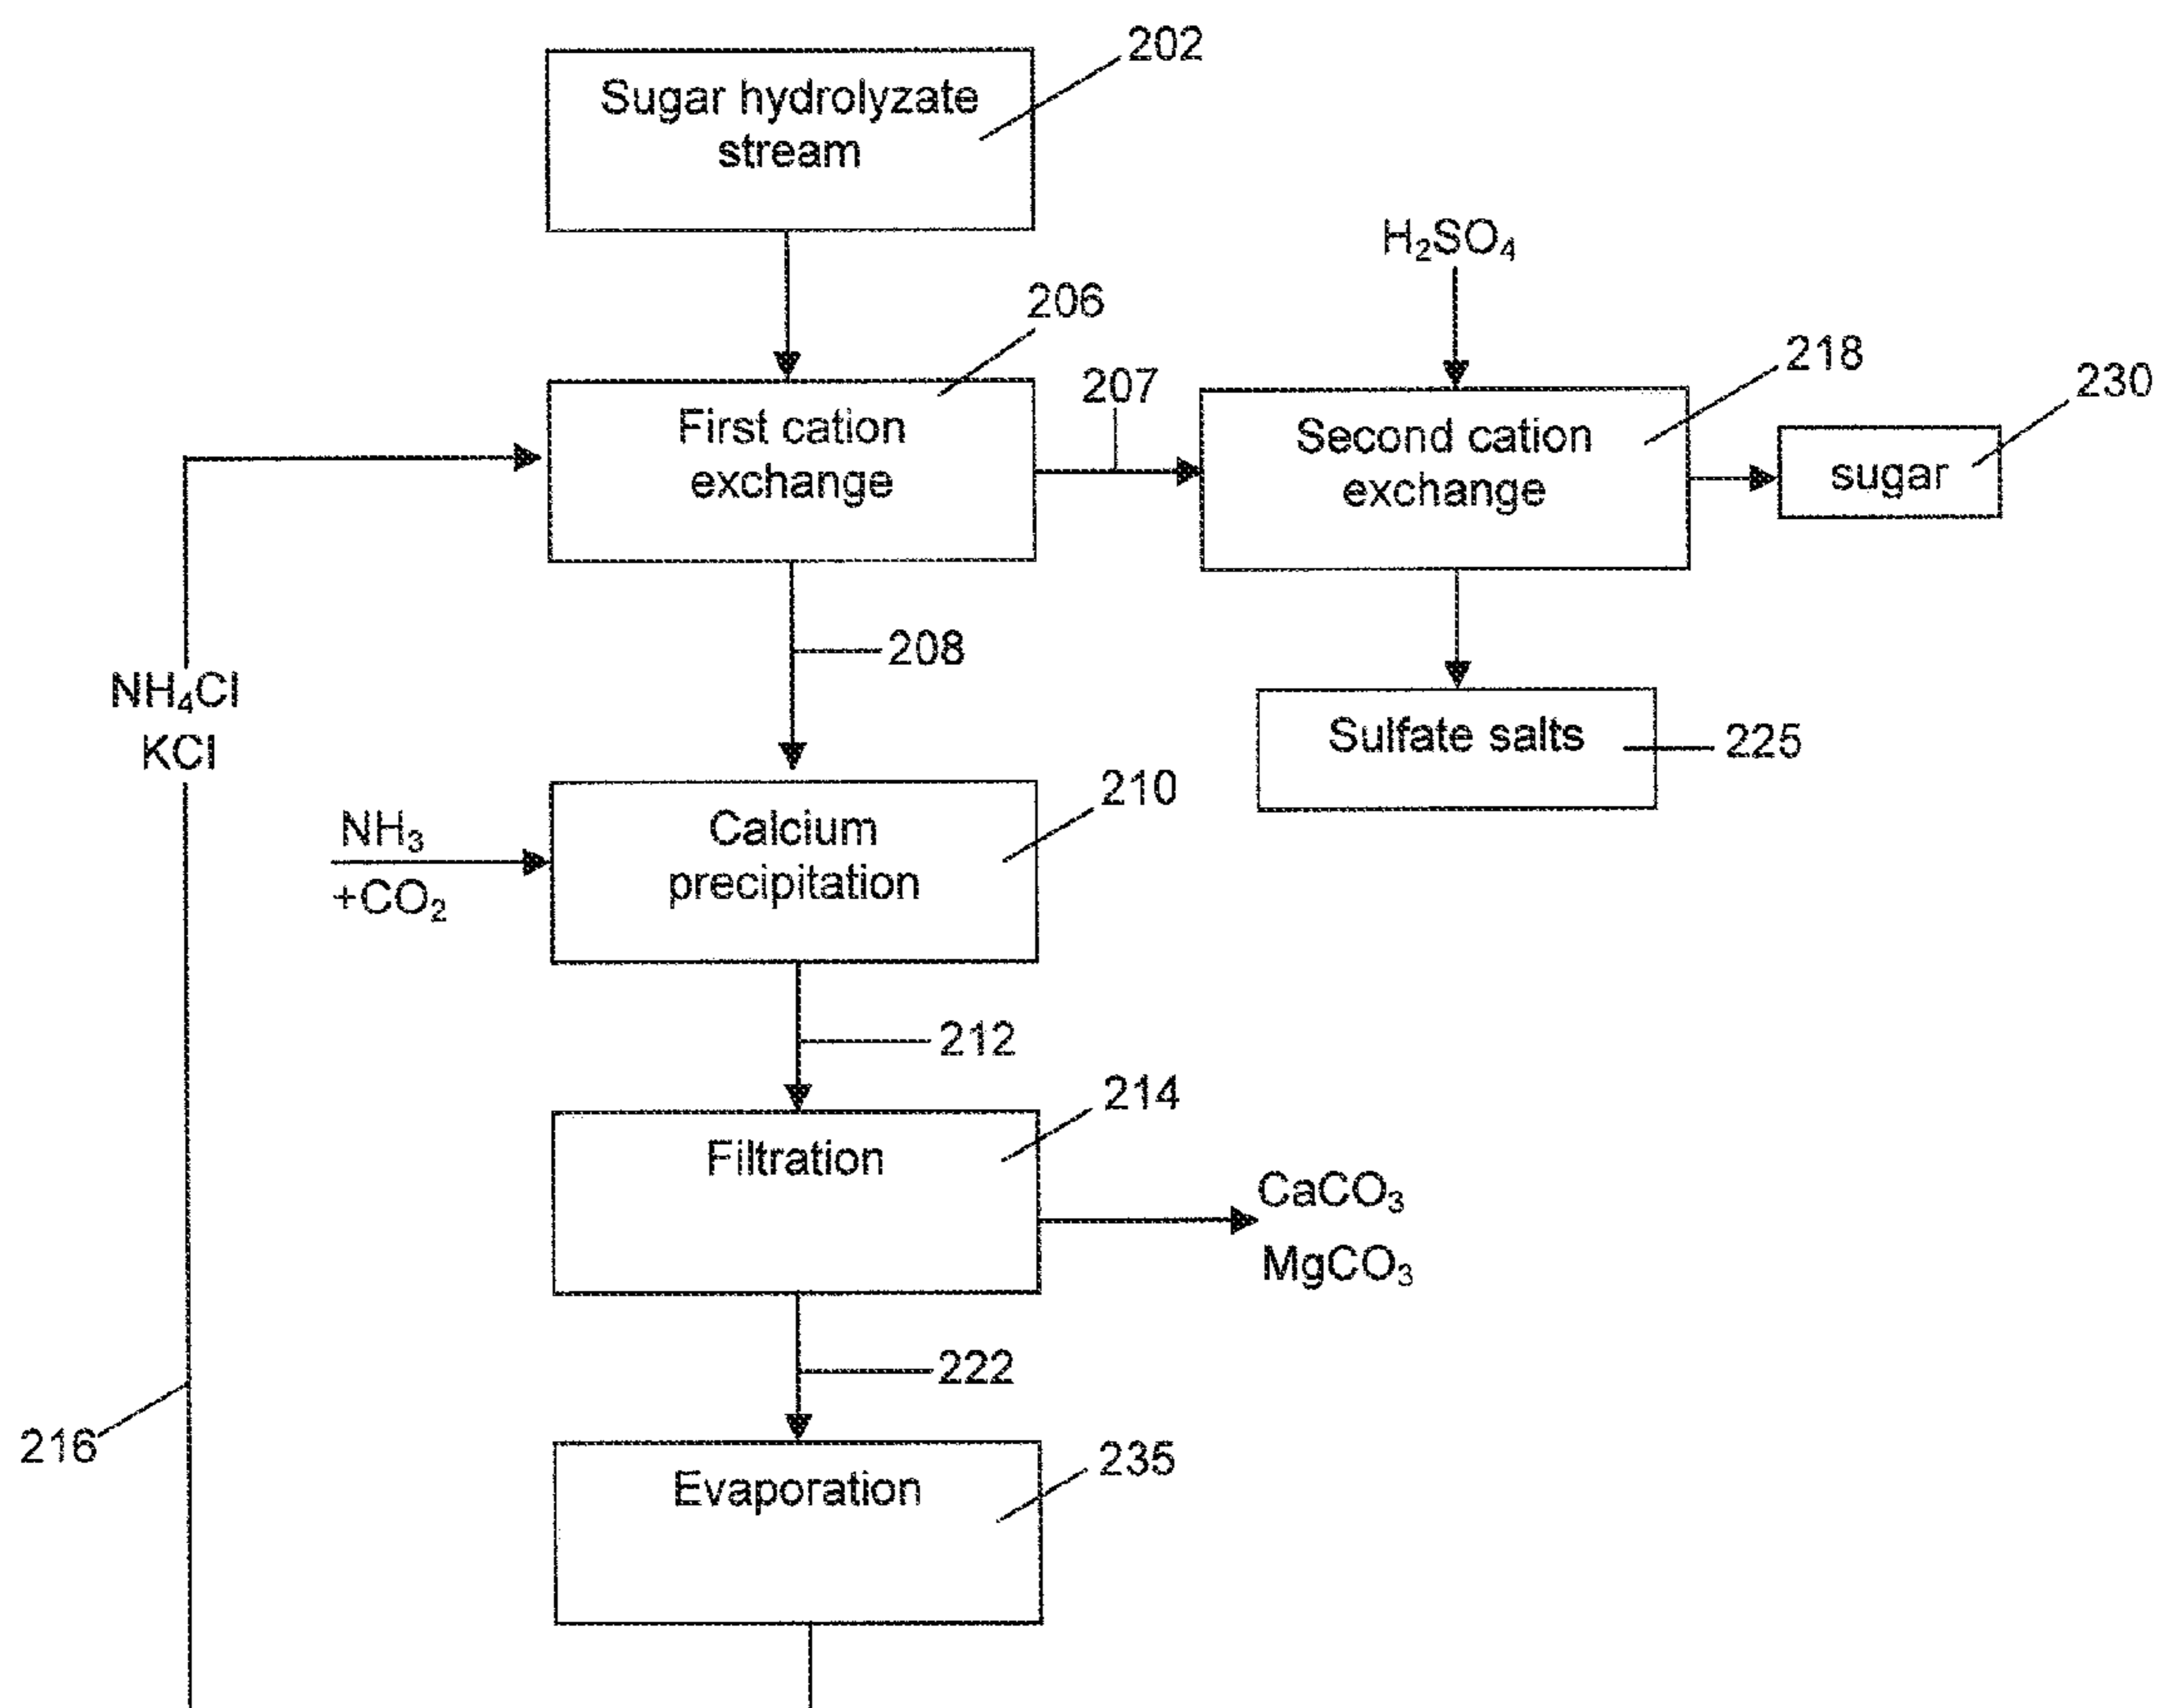 202
Sugar hydrolyzate
stream
H₂SO₄
206
207
218
230
First cation
exchange
Second cation
exchange
sugar
208
NH₄Cl
KCl
Sulfate salts
225
210
NH₃
+CO₂
Calcium
precipitation
212
214
Filtration
CaCO₃
MgCO₃
222
216
235
Evaporation